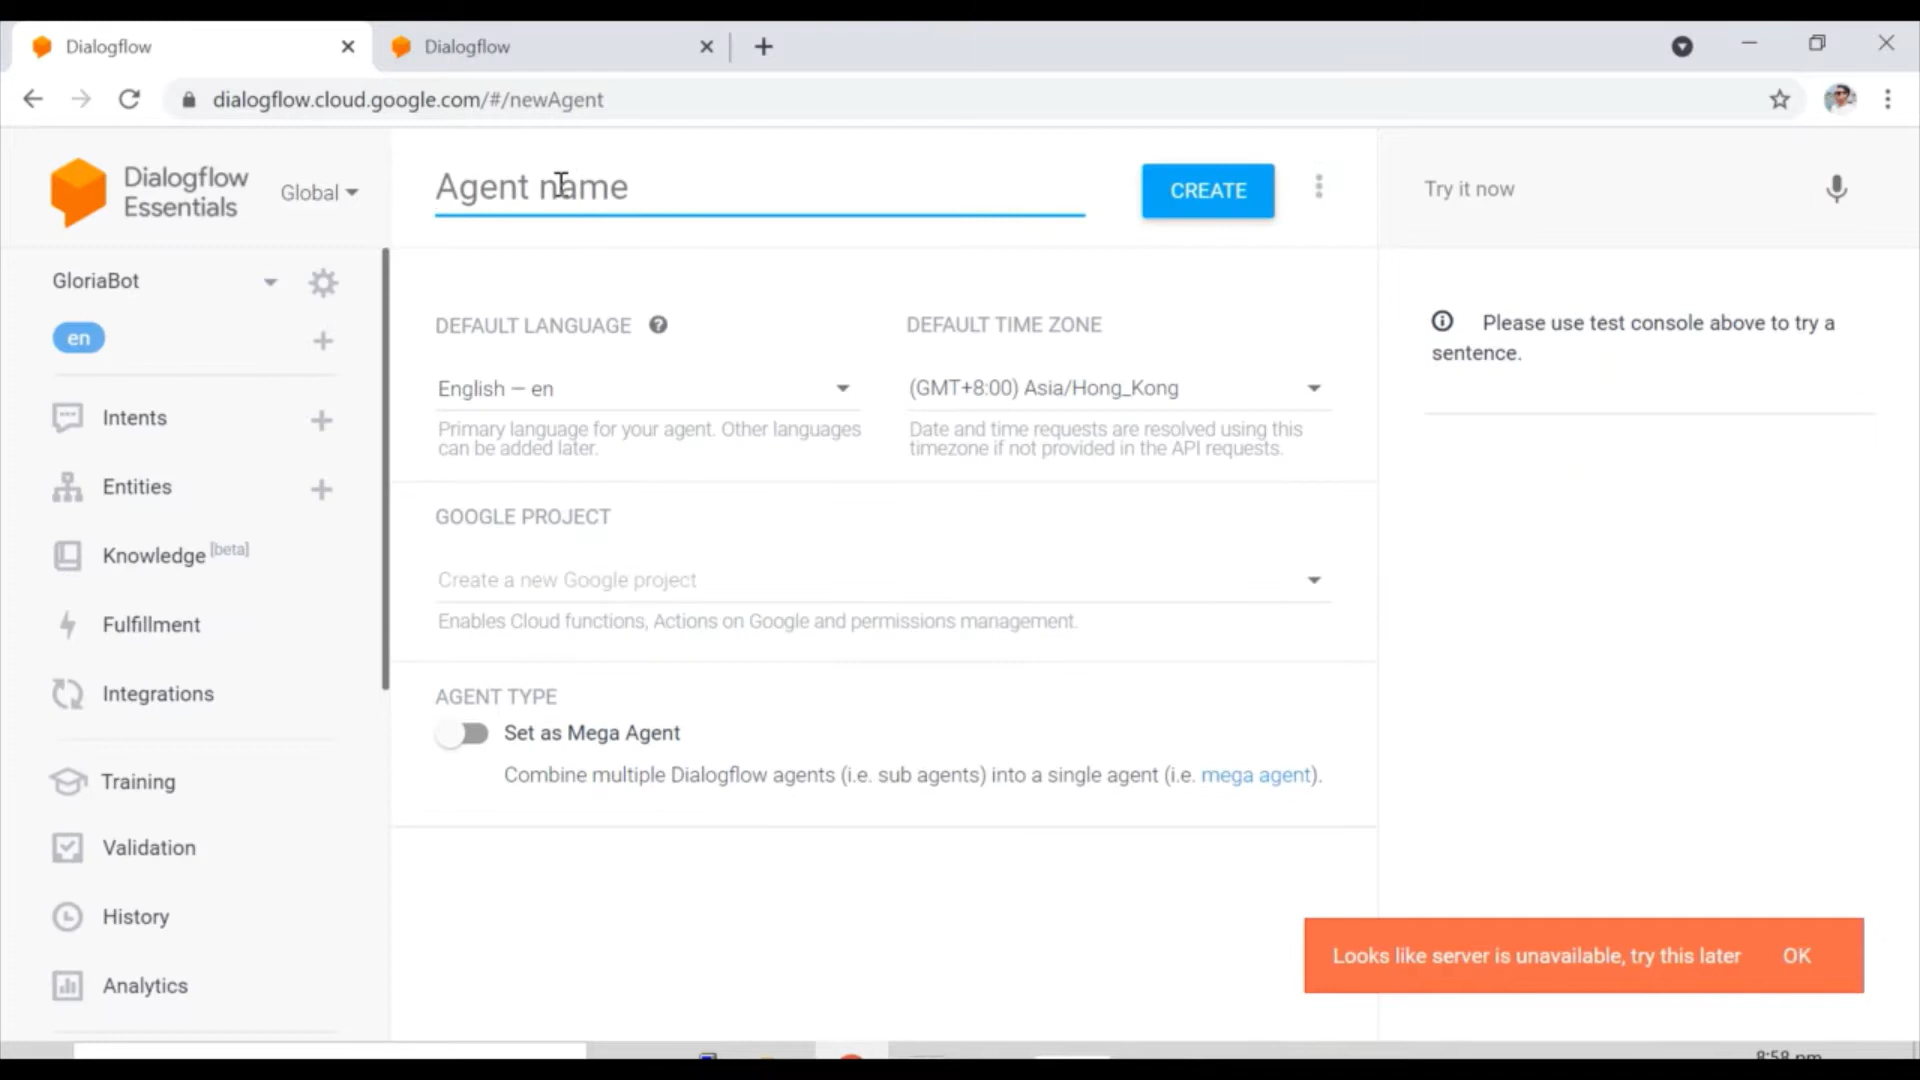 Dialogflow
Dialogflow
dialogflow.cloud.google.com/#/newAgent
Dialogflow
Essentials
Global
Agent name
CREATE
Try it now
GloriaBot
en
Intents
Entities
Knowledge [beta]
Fulfillment
Integrations
Training
Validation
History
Analytics
DEFAULT LANGUAGE
DEFAULT TIME ZONE
English — en
(GMT+8:00) Asia/Hong_Kong
Primary language for your agent. Other languages
can be added later.
Date and time requests are resolved using this
timezone if not provided in the API requests.
GOOGLE PROJECT
Create a new Google project
Enables Cloud functions, Actions on Google and permissions management.
AGENT TYPE
Set as Mega Agent
Combine multiple Dialogflow agents (i.e. sub agents) into a single agent (i.e. mega agent).
Please use test console above to try a
sentence.
Looks like server is unavailable, try this later
OK
8:58 pm